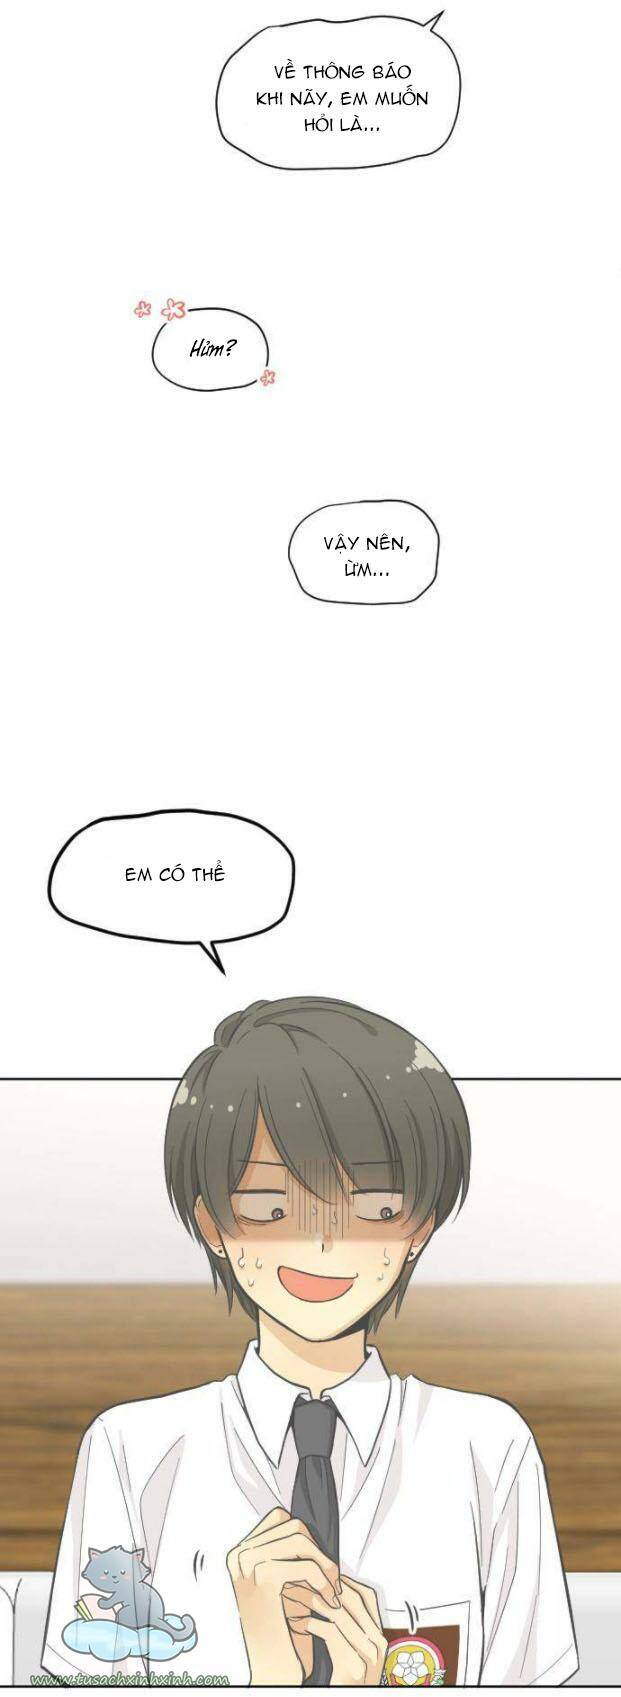 VỀ THÔNG BÁO
KHI NÃY, EM MUỐN
HỎI LÀ...
Hửm?
VẬY NÊN,
ỪM...
EM CÓ THỂ
www.tusachxinhxinh.com